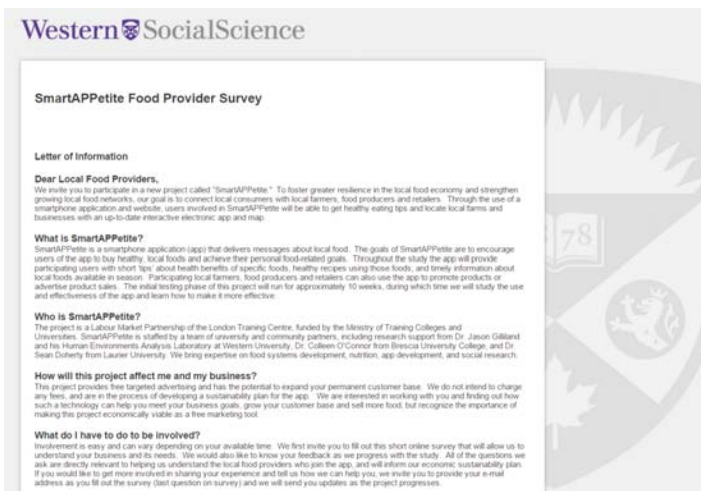 Western SocialScience
SmartAPPetite Food Provider Survey
Letter of Information
Dear Local Food Providers,
We invite you to participate in a new project called "SmartAPPetite." To foster greater resilience in the local food economy and strengthen
growing local food networks, our goal is to connect local consumers with local farmers, food producers and retailers. Through the use of a
smartphone application and website, users involved in SmartAPPetite will be able to get healthy eating tips and locate local farms and
businesses with an up-to-date interactive electronic app and map.
What is SmartAPPetite?
SmartAPPetite is a smartphone application (app) that delivers messages about local food. The goals of SmartAPPetite are to encourage
users of the app to buy healthy, local foods and achieve their personal food-related goals. Throughout the study the app will provide
participating users with short 'tips' about health benefits of specific foods, healthy recipes using those foods, and timely information about
local foods available in season. Participating local farmers, food producers and retailers can also use the app to promote products or
advertise product sales. The initial testing phase of this project will run for approximately 10 weeks, during which time we will study the use
and effectiveness of the app and learn how to make it more effective.
Who is SmartAPPetite?
The project is a Labour Market Partnership of the London Training Centre, funded by the Ministry of Training Colleges and
Universities. SmartAPPetite is staffed by a team of university and community partners, including research support from Dr. Jason Gilliland
and his Human Environments Analysis Laboratory at Western University, Dr. Colleen O'Connor from Brescia University College, and Dr.
Sean Doherty from Laurier University. We bring expertise on food systems development, nutrition, app development, and social research.
How will this project affect me and my business?
This project provides free targeted advertising and has the potential to expand your permanent customer base. We do not intend to charge
any fees, and are in the process of developing a sustainability plan for the app. We are interested in working with you and finding out how
such a technology can help you meet your business goals, grow your customer base and sell more food, but recognize the importance of
making this project economically viable as a free marketing tool.
What do I have to do to be involved?
Involvement is easy and can vary depending on your available time. We first invite you to fill out this short online survey that will allow us to
understand your business and its needs. We would also like to know your feedback as we progress with the study. All of the questions we
ask are directly relevant to helping us understand the local food providers who join the app, and will inform our economic sustainability plan.
If you would like to get more involved in sharing your experience and tell us how we can help you, we invite you to provide your e-mail
address as you fill out the survey (last question on survey) and we will send you updates as the project progresses.
78